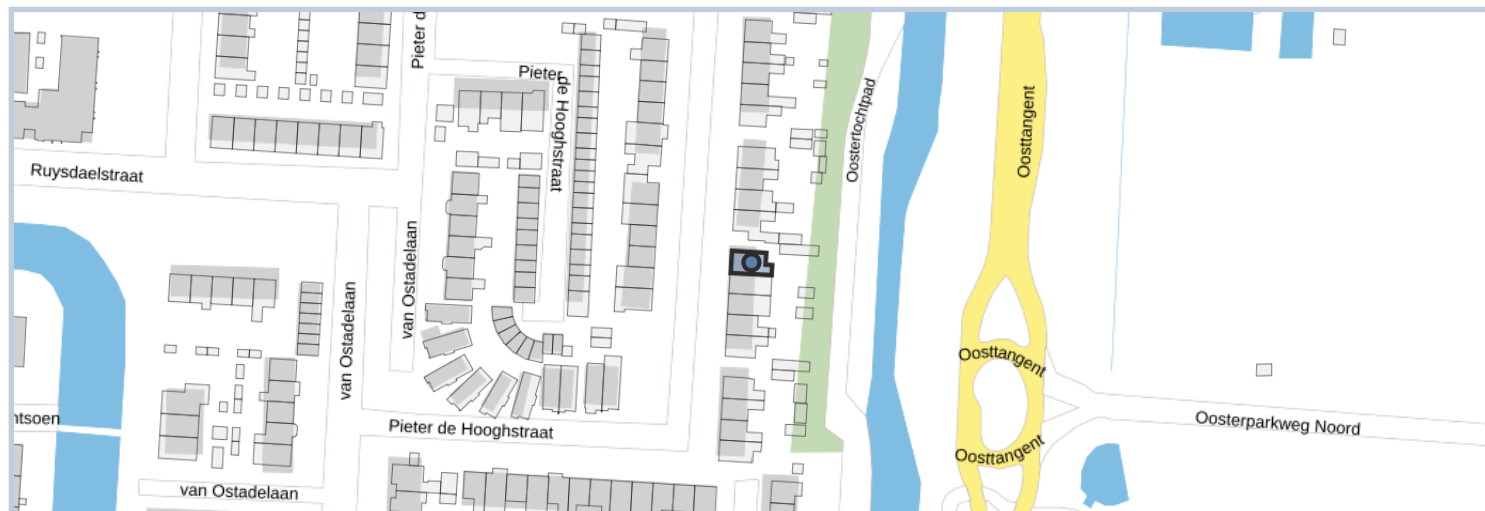 Pieter d
Pieter
de Hooghstraat
Oosttangent
Oostertochtpad
Ruysdaelstraat
van Ostadelaan
van Ostadelaan
Oosttangent
ntsoen
Pieter de Hooghstraat
Oosterparkweg Noord
Oosttangent
van Ostadelaan